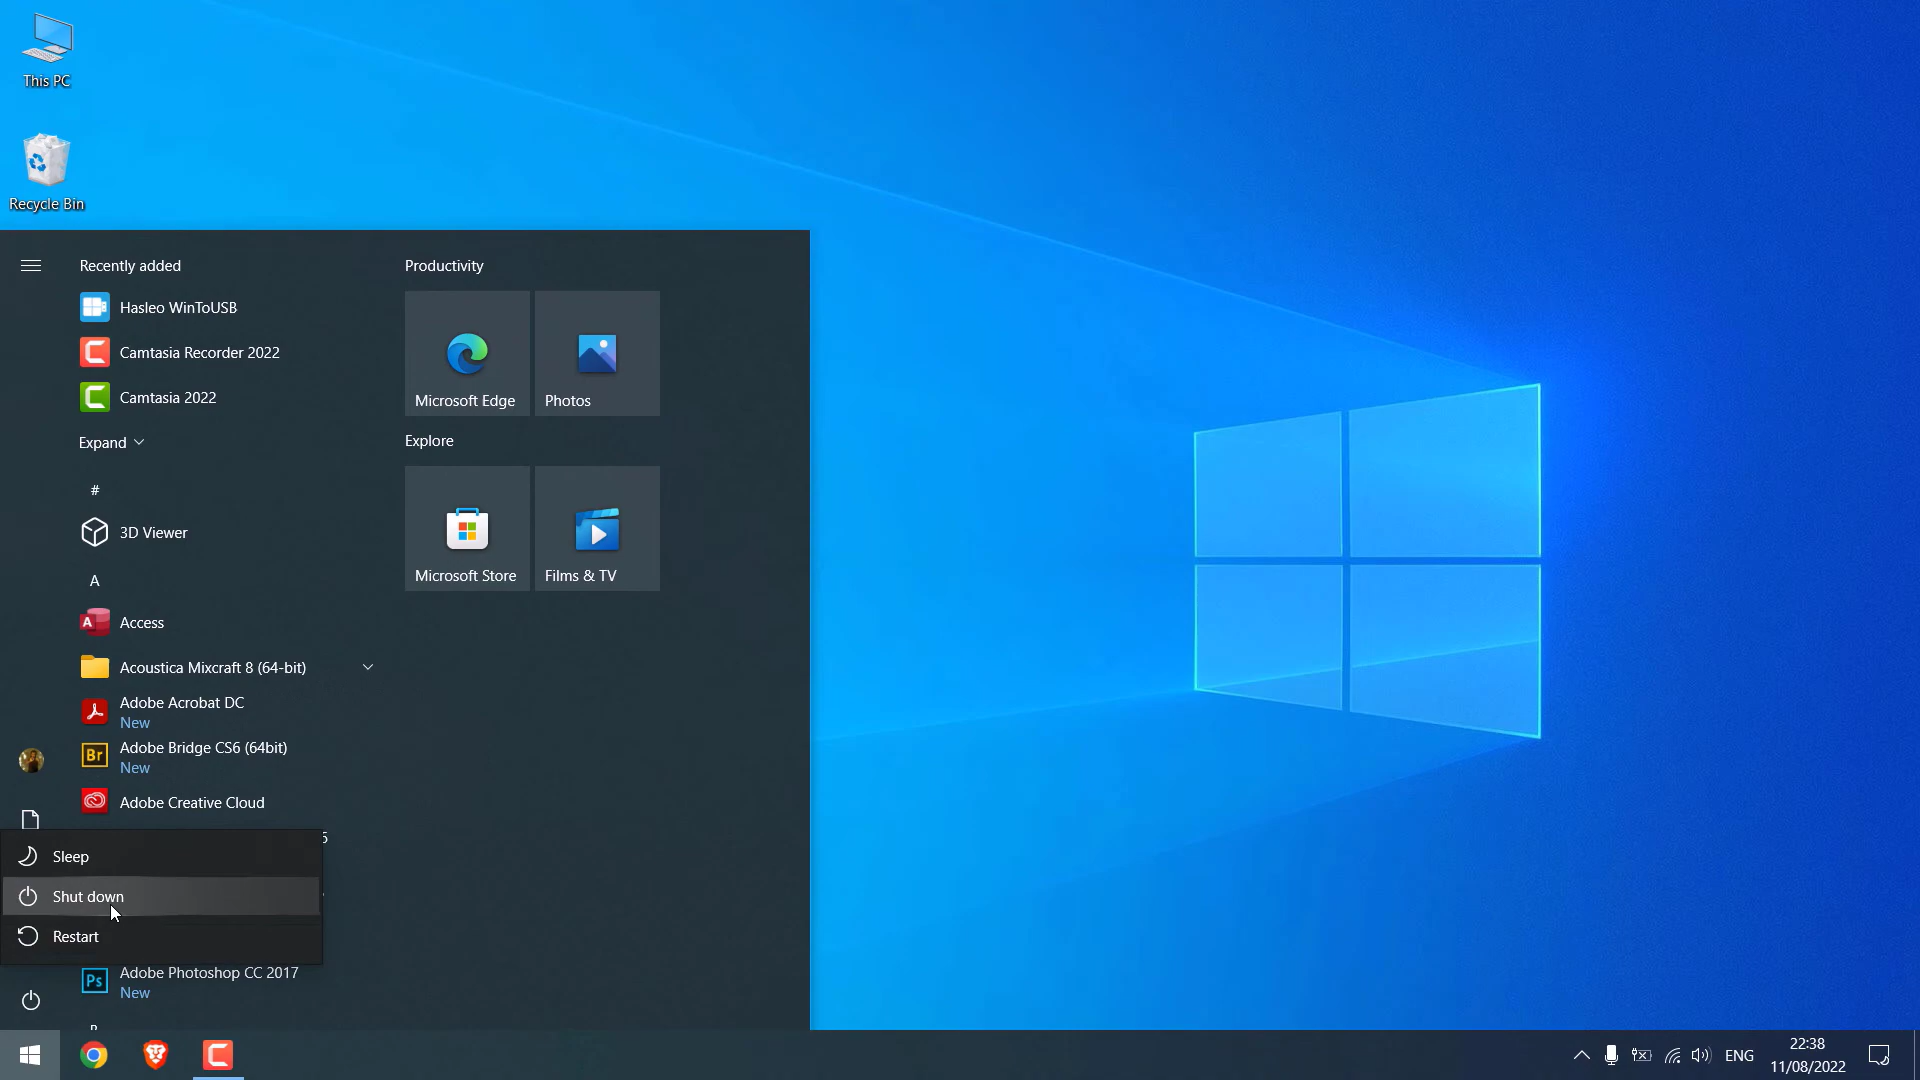 This PC
Recycle Bin
Recently added
Hasleo WinToUSB
Camtasia Recorder 2022
Camtasia 2022
Expand
#
3D Viewer
A
Access
Acoustica Mixcraft 8 (64-bit)
Adobe Acrobat DC
New
Adobe Bridge CS6 (64bit)
New
Adobe Creative Cloud
Sleep
Shut down
Restart
Adobe Photoshop CC 2017
New
Productivity
Microsoft Edge
Photos
Explore
Microsoft Store
Films & TV
ENG
22:38
11/08/2022